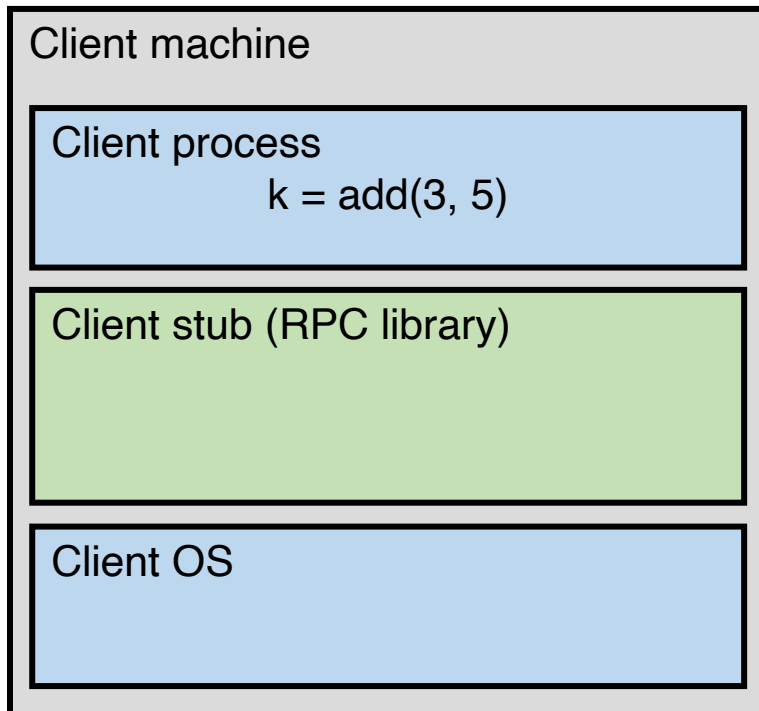 Client machine
Client process
k = add(3, 5)
Client stub (RPC library)
Client OS